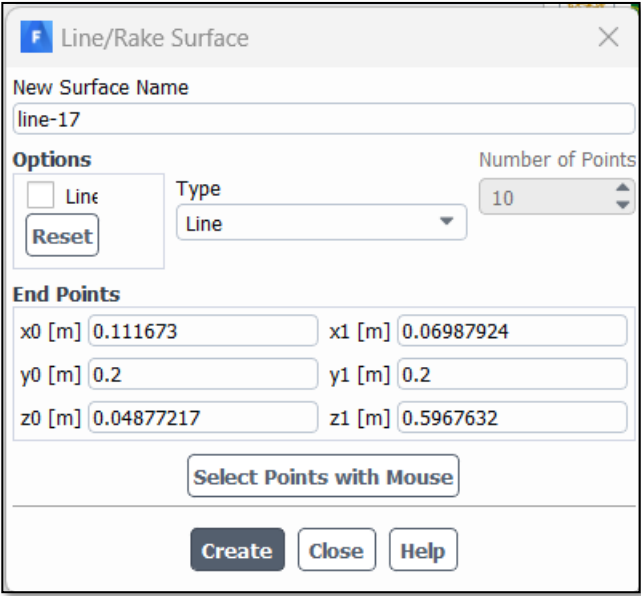 F Line/Rake Surface
New Surface Name
line-17
Options
Number of Points
Line
Type
10
Reset
Line
End Points
x0 [m] 0.111673 x1 [m] 0.06987924
y0 [m] 0.2 y1 [m] 0.2
z0 [m] 0.04877217 z1 [m] 0.5967632
Select Points with Mouse
Create Close Help